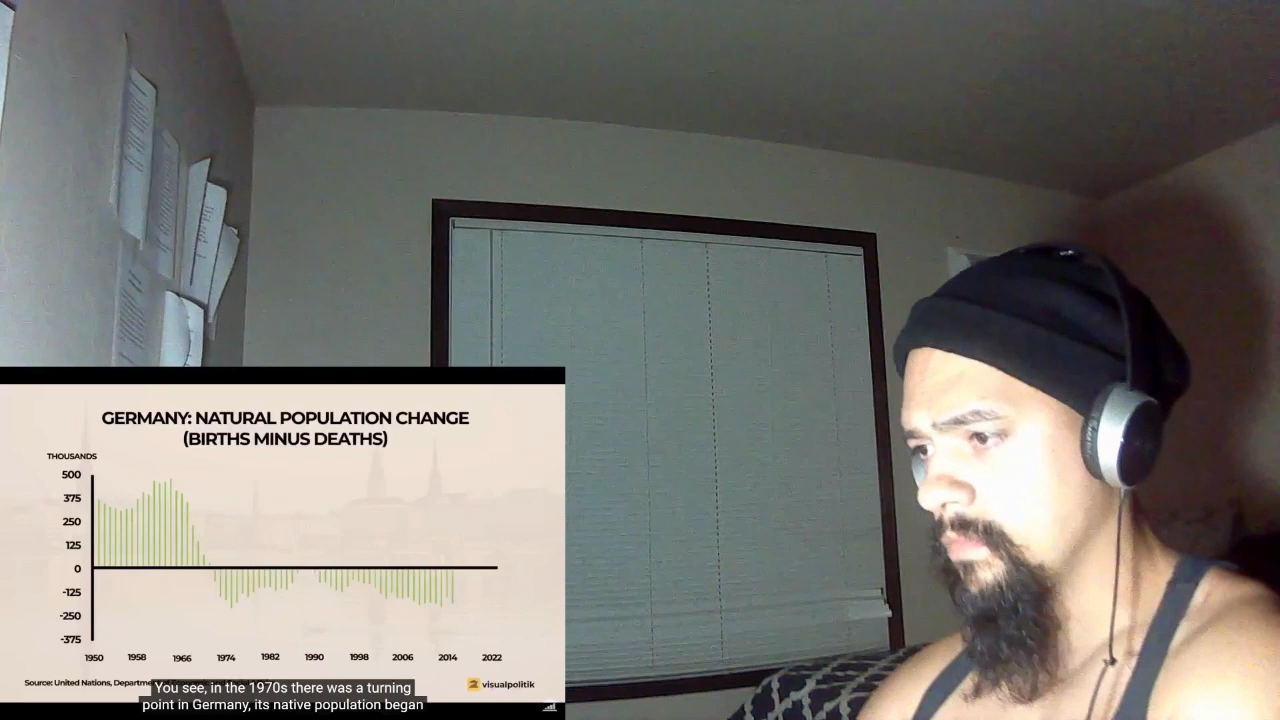 GERMANY: NATURAL POPULATION CHANGE
(BIRTHS MINUS DEATHS)
THOUSANDS
500
375
250
125
0
-125
-250
-375
1950 1958 1966 1974 1982 1990 1998 2006 2014 2022
Source: United Nations,
visualpolitik
You see, in the 1970s there was a turning
point in Germany, its native population began